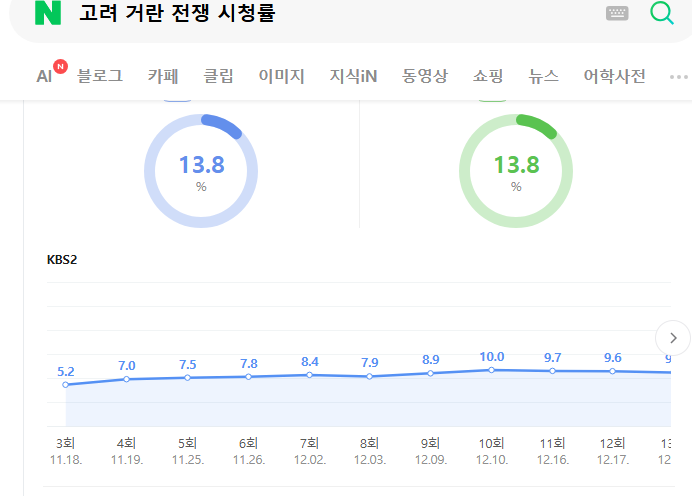 N 고려 거란 전쟁 시청률
AI N 블로그 카페 클립 이미지 지식iN 동영상 쇼핑 뉴스 어학사전
13.8 13.8
% %
KBS2
5.2 7.0 7.5 7.8 8.4 7.9 8.9 10.0 9.7 9.6
3회 4회 5회 6회 7회 8회 9회 10회 11회 12회
11.18. 11.19. 11.25. 11.26. 12.02. 12.03. 12.09. 12.10. 12.16. 12.17.